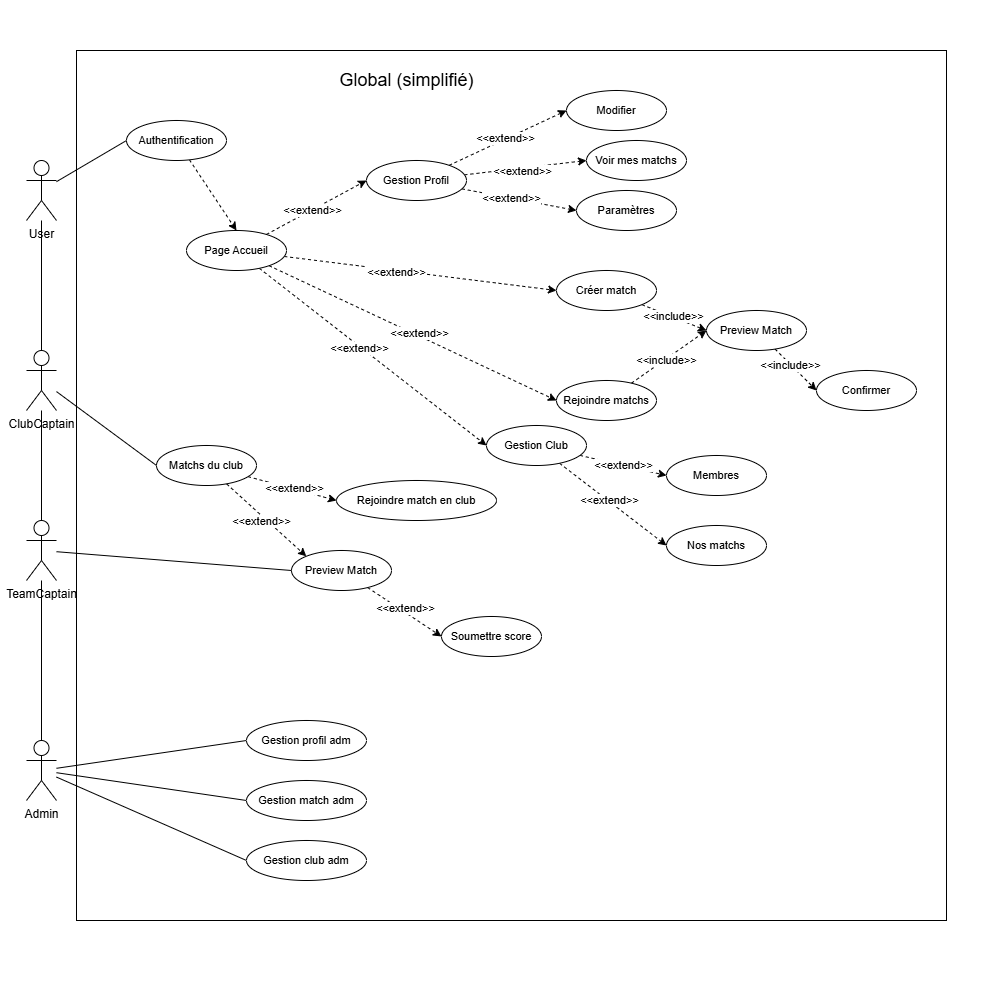 Global (simplifié)
Modifier
Authentification
<<extend>>
Voir mes matchs
<<extend>>
Gestion Profil
<<extend>>
Paramètres
<<extend>>
User
Page Accueil
<<extend>>
Créer match
<<include>>
Preview Match
<<extend>>
<<extend>>
<<include>>
<<include>>
Confirmer
Rejoindre matchs
ClubCaptain
Gestion Club
Matchs du club
<<extend>>
Membres
<<extend>>
Rejoindre match en club
<<extend>>
<<extend>>
Nos matchs
Preview Match
TeamCaptain
<<extend>>
Soumettre score
Gestion profil adm
Gestion match adm
Admin
Gestion club adm